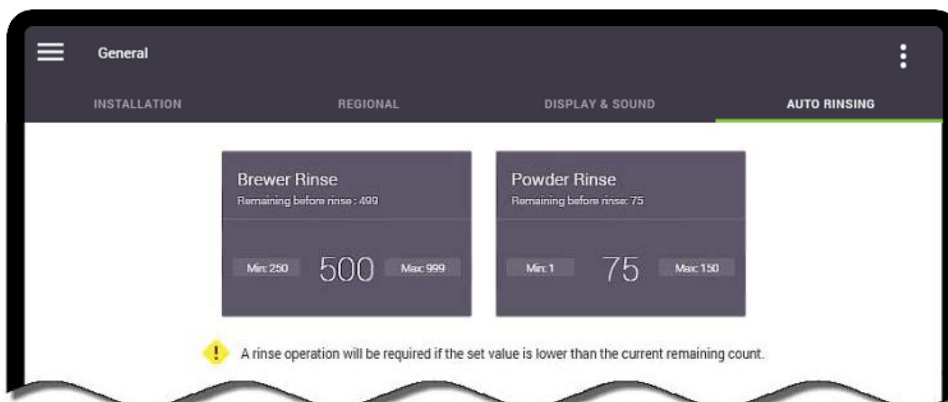 General
INSTALLATION REGIONAL DISPLAY & SOUND AUTO RINSING
Brewer Rinse
Remaining before rinse : 499
Min: 250 500 Max: 999
Powder Rinse
Remaining before rinse: 75
Min: 1 75 Max: 150
! A rinse operation will be required if the set value is lower than the current remaining count.